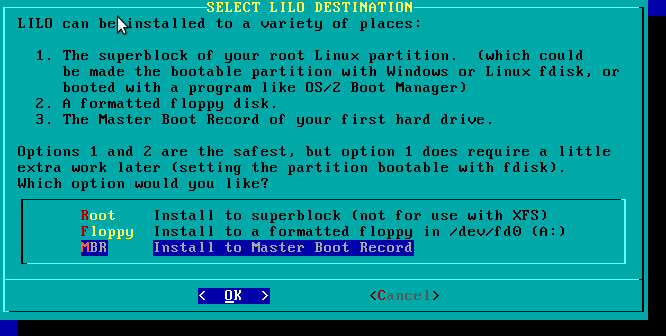 SELECT LILO DESTINATION
LILO can be installed to a variety of places:
1. The superblock of your root Linux partition. (which could
be made the bootable partition with Windows or Linux fdisk, or
booted with a program like OS/2 Boot Manager)
2. A formatted floppy disk.
3. The Master Boot Record of your first hard drive.
Options 1 and 2 are the safest, but option 1 does require a little
extra work later (setting the partition bootable with fdisk).
Which option would you like?
Root Install to superblock (not for use with XFS)
Floppy Install to a formatted floppy in /dev/fd0 (A:)
MBR Install to Master Boot Record
< OK > <Cancel>